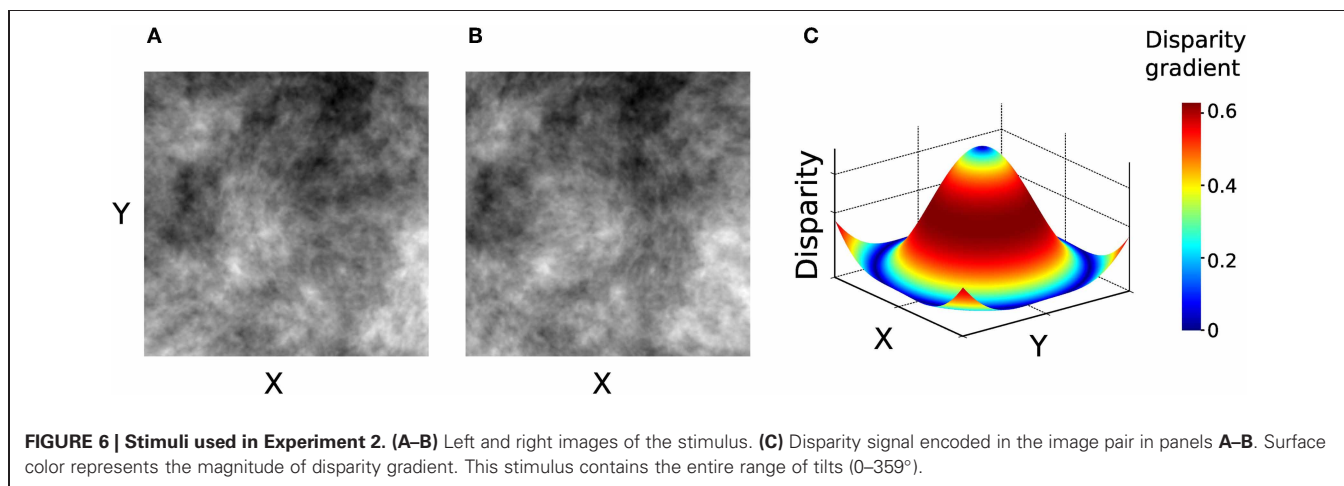 A
B
C
Disparity
gradient
Y
X
X
Disparity
X
Y
0.6
0.4
0.2
0
FIGURE 6 | Stimuli used in Experiment 2. (A–B) Left and right images of the stimulus. (C) Disparity signal encoded in the image pair in panels A–B. Surface
color represents the magnitude of disparity gradient. This stimulus contains the entire range of tilts (0–359°).